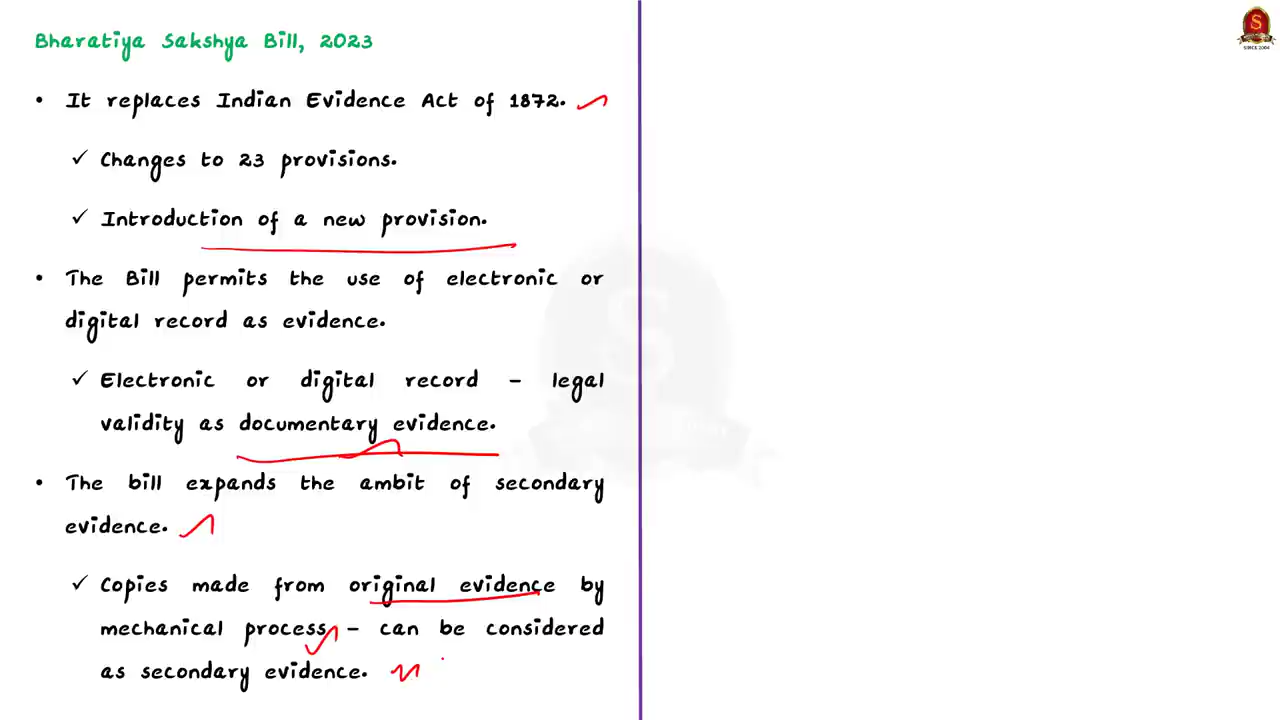 Bharatiya Sakshya Bill, 2023
• It replaces Indian Evidence Act of 1872.
✓ Changes to 23 provisions.
✓ Introduction of a new provision.
• The Bill permits the use of electronic or
digital record as evidence.
✓ Electronic or digital record – legal
validity as documentary evidence.
• The bill expands the ambit of secondary
evidence.
✓ Copies made from original evidence by
mechanical process – can be considered
as secondary evidence.
S
SINCE 2004